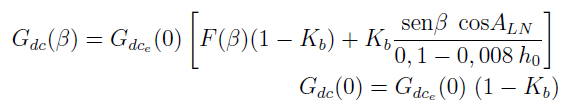 G_{dc}(β) = G_{dc_e}(0) [ F(β)(1 − K_b) + K_b \frac{senβ cosA_{LN}}{0, 1 − 0, 008 h_0} ]
G_{dc}(0) = G_{dc_e}(0) (1 − K_b)